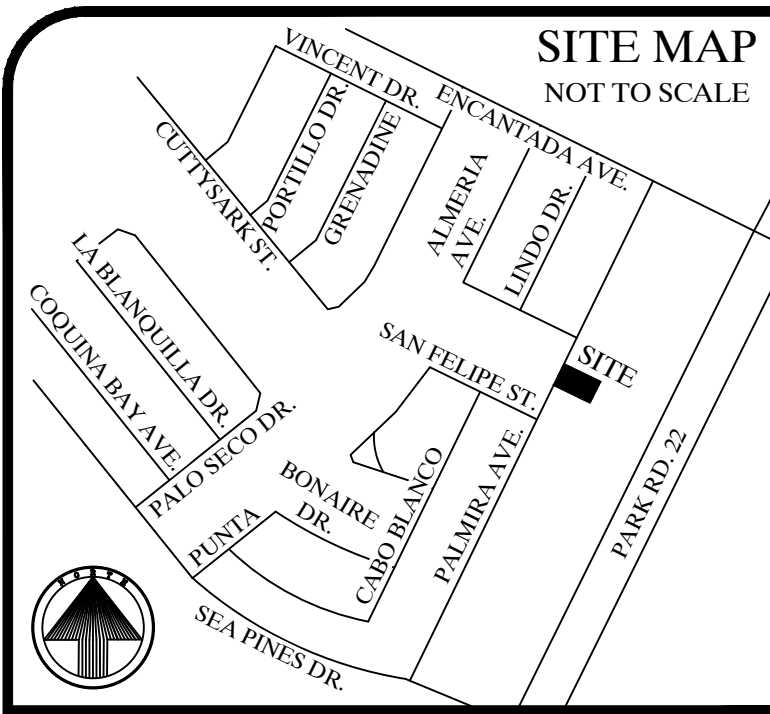 SITE MAP
NOT TO SCALE
VINCENT DR.
ENCANTADA AVE.
PORTILLO DR.
GRENADINE
CUTTYSARK ST.
ALMERIA
AVE.
LINDO DR.
LA BLANQUILLA DR.
COQUINA BAY AVE.
SAN FELIPE ST.
SITE
PALO SECO DR.
BONAIRE
DR.
PUNTA
CABO BLANCO
PALMIRA AVE.
PARK RD. 22
SEA PINES DR.
NORTH